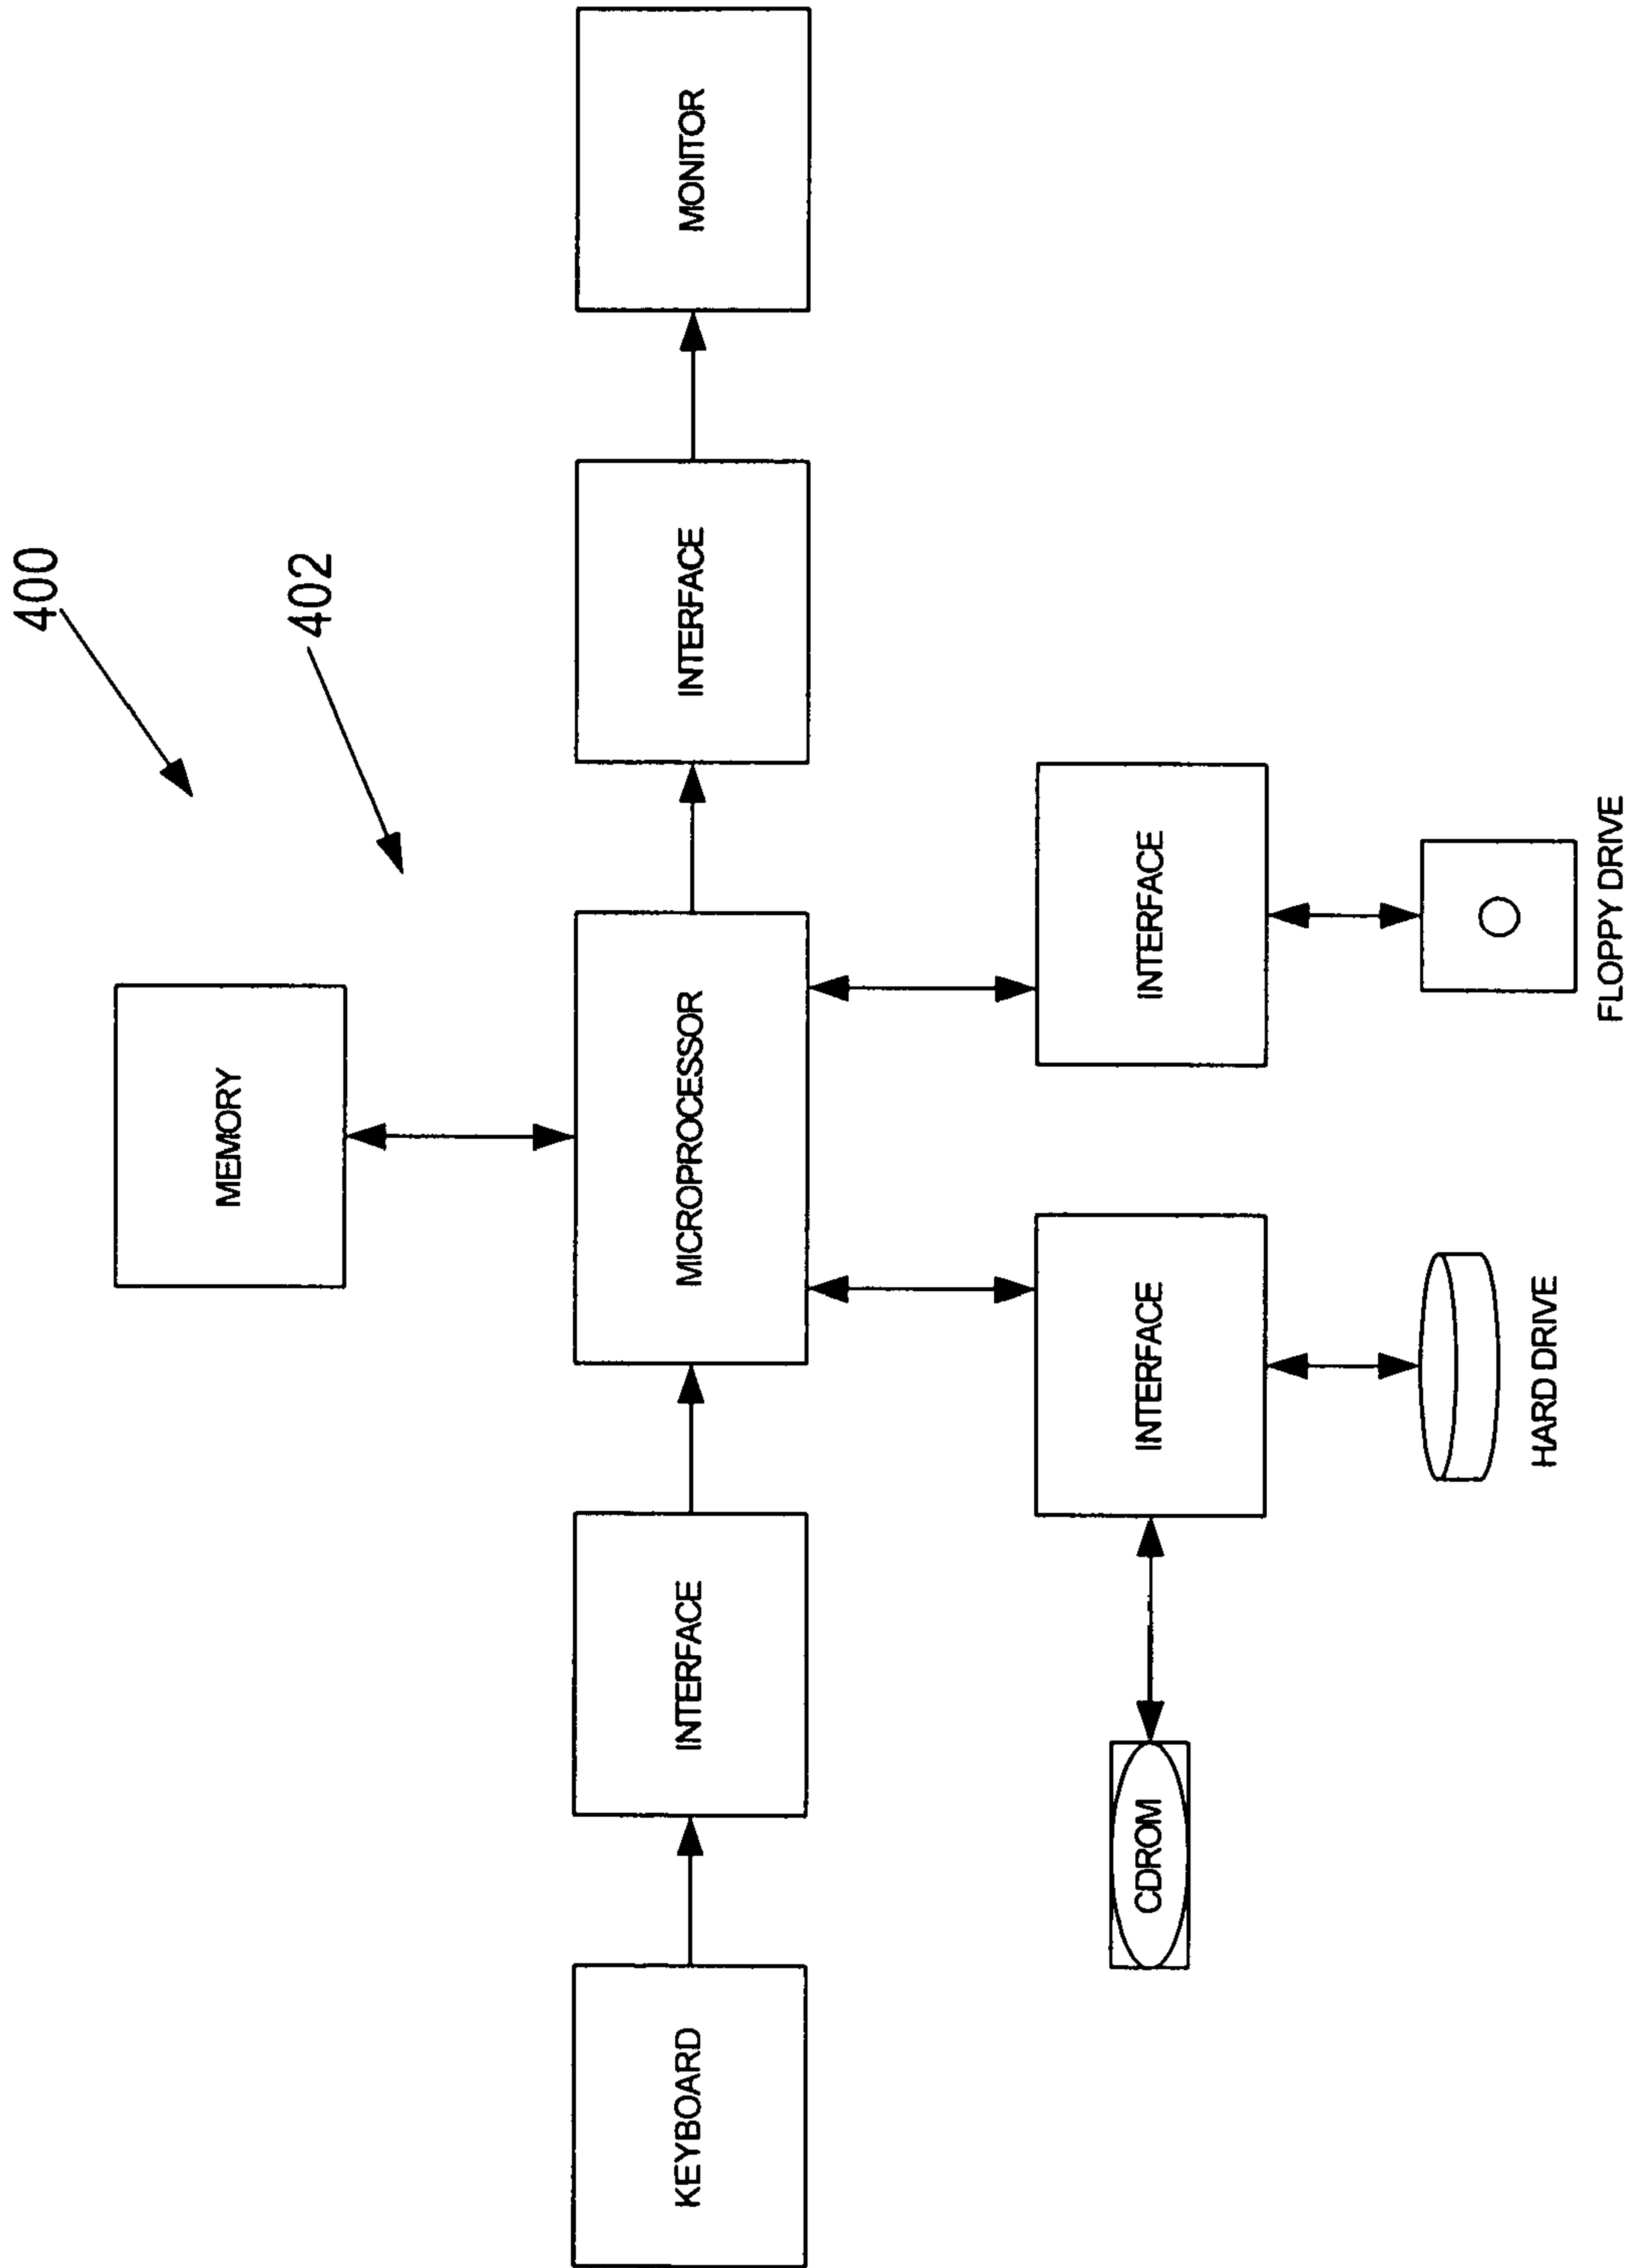 400
402
MEMORY
KEYBOARD
INTERFACE
MICROPROCESSOR
INTERFACE
MONITOR
CDROM
INTERFACE
INTERFACE
HARD DRIVE
FLOPPY DRIVE